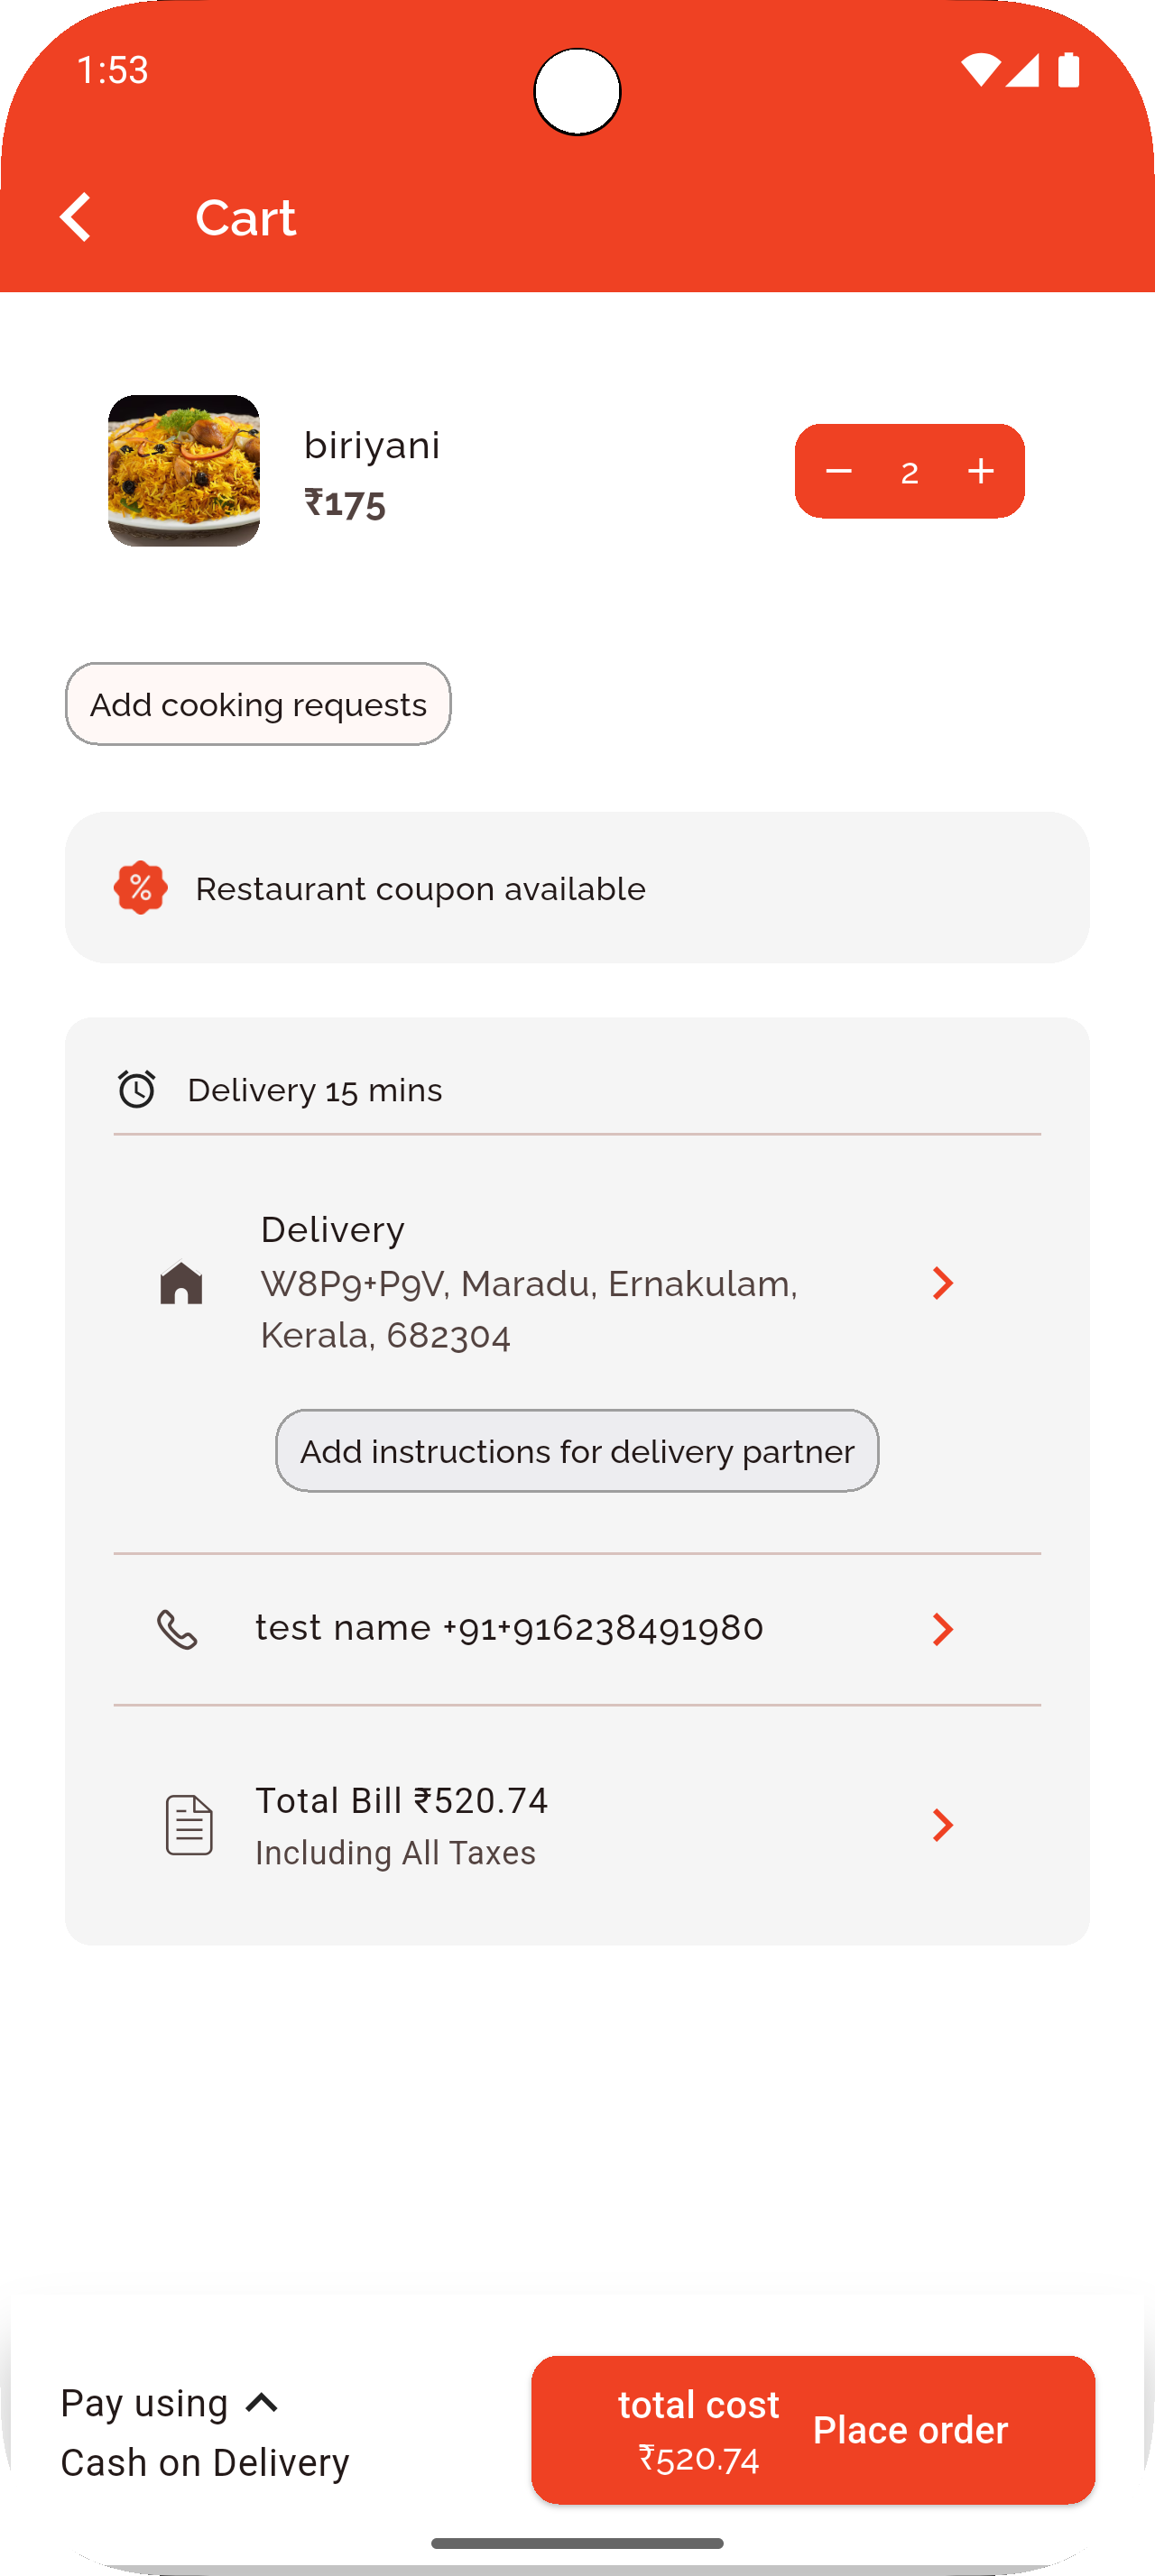 1:53
Cart
biriyani
₹175
2
Add cooking requests
Restaurant coupon available
Delivery 15 mins
Delivery
W8P9+P9V, Maradu, Ernakulam,
Kerala, 682304
Add instructions for delivery partner
test name +91+916238491980
Total Bill ₹520.74
Including All Taxes
Pay using
Cash on Delivery
total cost
₹520.74
Place order